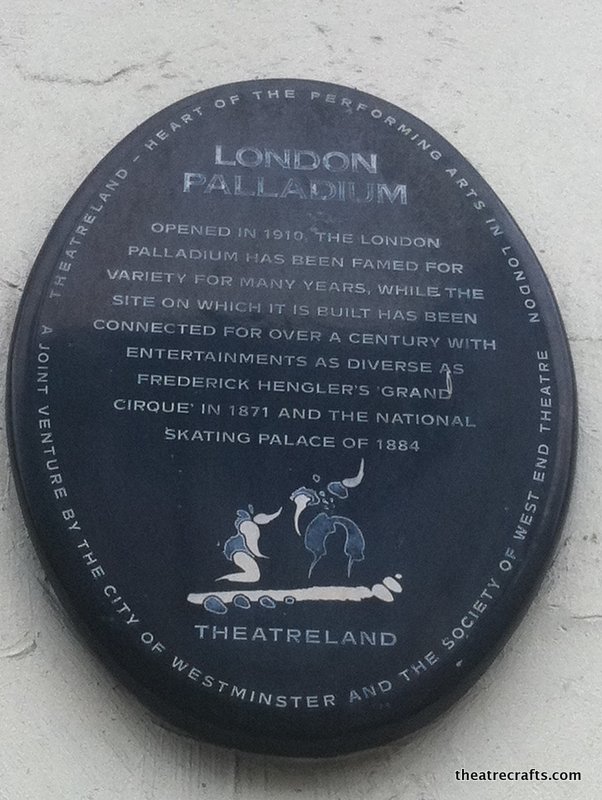 THEATRELAND - HEART OF THE PERFORMING ARTS IN LONDON
LONDON
PALLADIUM
OPENED IN 1910, THE LONDON
PALLADIUM HAS BEEN FAMED FOR
VARIETY FOR MANY YEARS, WHILE THE
SITE ON WHICH IT IS BUILT HAS BEEN
CONNECTED FOR OVER A CENTURY WITH
ENTERTAINMENTS AS DIVERSE AS
FREDERICK HENGLER'S 'GRAND
CIRQUE' IN 1871 AND THE NATIONAL
SKATING PALACE OF 1884
THEATRELAND
A JOINT VENTURE BY THE CITY OF WESTMINSTER AND THE SOCIETY OF WEST END THEATRE
theatrecrafts.com